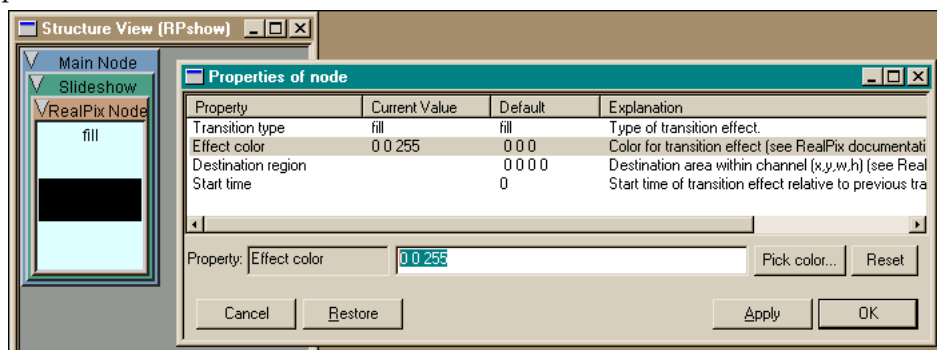 Structure View (RPshow)
Main Node
Slideshow
RealPix Node
fill
Properties of node
Property Current Value Default Explanation
Transition type fill fill Type of transition effect.
Effect color 0 0 255 0 0 0 Color for transition effect (see RealPix documentati
Destination region 0 0 0 0 Destination area within channel (x,y,w,h) (see Real
Start time 0 Start time of transition effect relative to previous tra
Property: Effect color 0 0 255 Pick color... Reset
Cancel Restore Apply OK